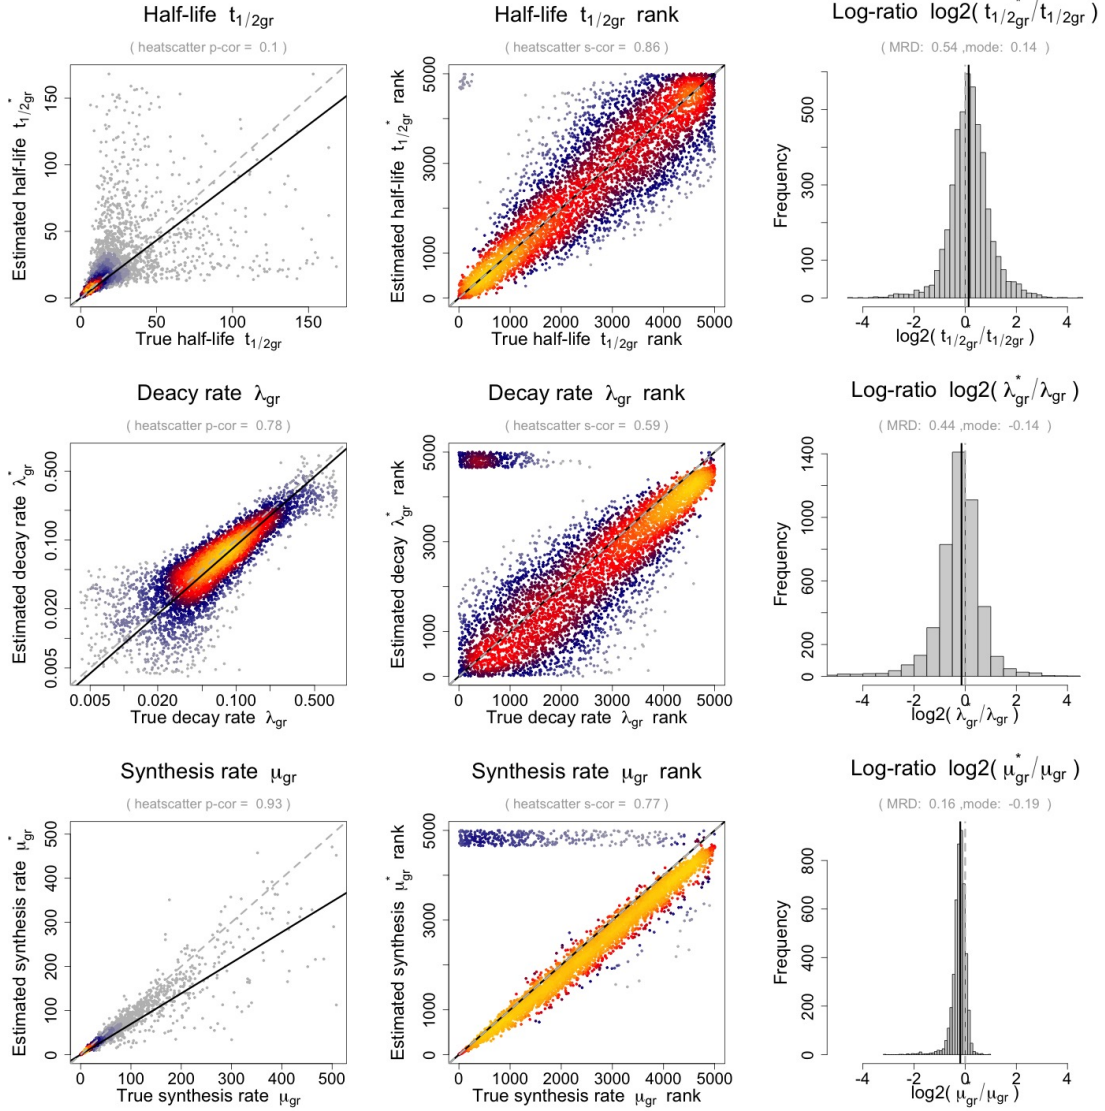 Half-life t1/2gr
( heatscatter p-cor = 0.1 )
Estimated half-life t*1/2gr
150
100
50
0
0 50 100 150
True half-life t1/2gr
Half-life t1/2gr rank
( heatscatter s-cor = 0.86 )
Estimated half-life t*1/2gr rank
5000
3000
1000
0
0 1000 2000 3000 4000 5000
True half-life t1/2gr rank
Log-ratio log2( t*1/2gr/t1/2gr )
( MRD: 0.54 ,mode: 0.14 )
Frequency
500
300
100
0
-4 -2 0 2 4
log2( t*1/2gr/t1/2gr )
Deacy rate λgr
( heatscatter p-cor = 0.78 )
Estimated decay rate λ*gr
0.500
0.100
0.020
0.005
0.005 0.020 0.100 0.500
True decay rate λgr
Decay rate λgr rank
( heatscatter s-cor = 0.59 )
Estimated decay λ*gr rank
5000
3000
1000
0
0 1000 2000 3000 4000 5000
True decay rate λgr rank
Log-ratio log2( λ*gr/λgr )
( MRD: 0.44 ,mode: -0.14 )
Frequency
1400
1000
600
200
0
-4 -2 0 2 4
log2( λ*gr/λgr )
Synthesis rate μgr
( heatscatter p-cor = 0.93 )
Estimated synthesis rate μ*gr
500
400
300
200
100
0
0 100 200 300 400 500
True synthesis rate μgr
Synthesis rate μgr rank
( heatscatter s-cor = 0.77 )
Estimated synthesis μ*gr rank
5000
3000
1000
0
0 1000 2000 3000 4000 5000
True synthesis rate μgr rank
Log-ratio log2( μ*gr/μgr )
( MRD: 0.16 ,mode: -0.19 )
Frequency
800
600
400
200
0
-4 -2 0 2 4
log2( μ*gr/μgr )